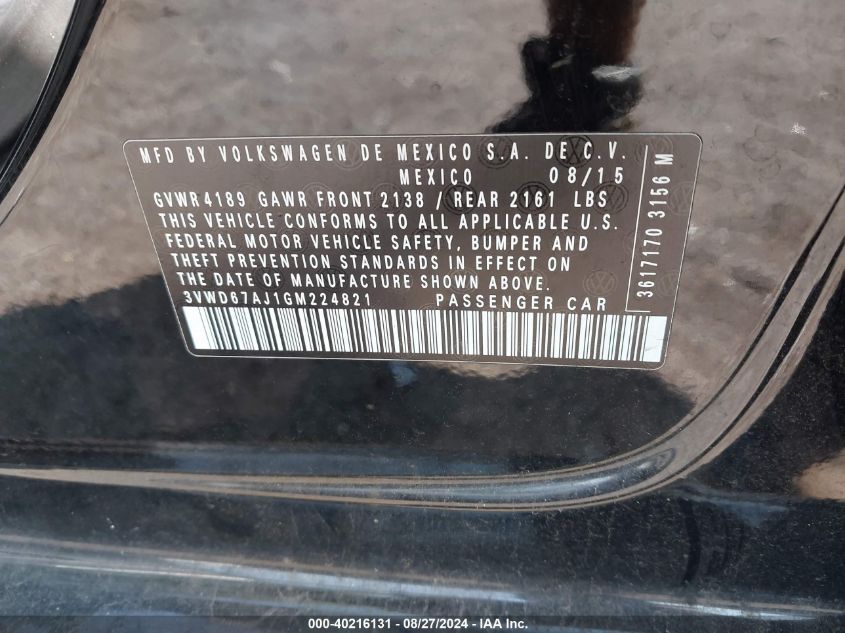 MFD BY VOLKSWAGEN DE MEXICO S.A. DE C.V.
MEXICO 08/15
GVWR 4189 GAWR FRONT 2138 / REAR 2161 LBS
THIS VEHICLE CONFORMS TO ALL APPLICABLE U.S.
FEDERAL MOTOR VEHICLE SAFETY, BUMPER AND
THEFT PREVENTION STANDARDS IN EFFECT ON
THE DATE OF MANUFACTURE SHOWN ABOVE.
3VWD67AJ1GM224821 PASSENGER CAR
3617170 3156 M
000-40216131 - 08/27/2024 - IAA Inc.